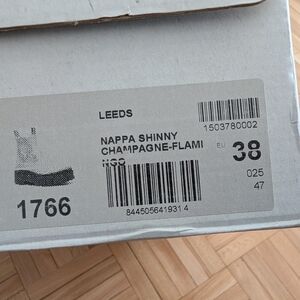 LEEDS
1503780002
NAPPA SHINNY
CHAMPAGNE-FLAMI
NGO
EU 38
025
47
1766
8445056419314